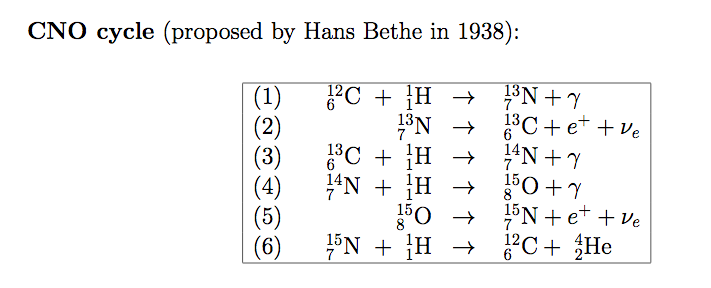 CNO cycle (proposed by Hans Bethe in 1938):
(1) ¹²₆C + ¹₁H → ¹³₇N + γ
(2) ¹³₇N → ¹³₆C + e⁺ + νₑ
(3) ¹³₆C + ¹₁H → ¹⁴₇N + γ
(4) ¹⁴₇N + ¹₁H → ¹⁵₈O + γ
(5) ¹⁵₈O → ¹⁵₇N + e⁺ + νₑ
(6) ¹⁵₇N + ¹₁H → ¹²₆C + ⁴₂He